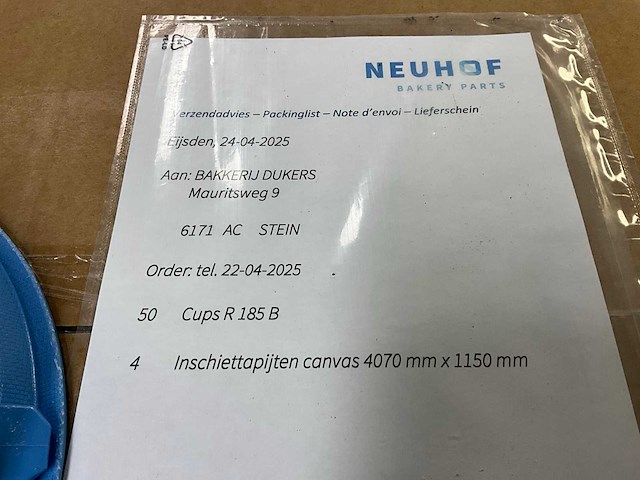 NEUHOF
BAKERY PARTS
Verzendadvies – Packinglist – Note d'envoi – Lieferschein
Eijsden, 24-04-2025
Aan: BAKKERIJ DUKERS
Mauritsweg 9
6171 AC STEIN
Order: tel. 22-04-2025 .
50 Cups R 185 B
4 Inschiettapijten canvas 4070 mm x 1150 mm